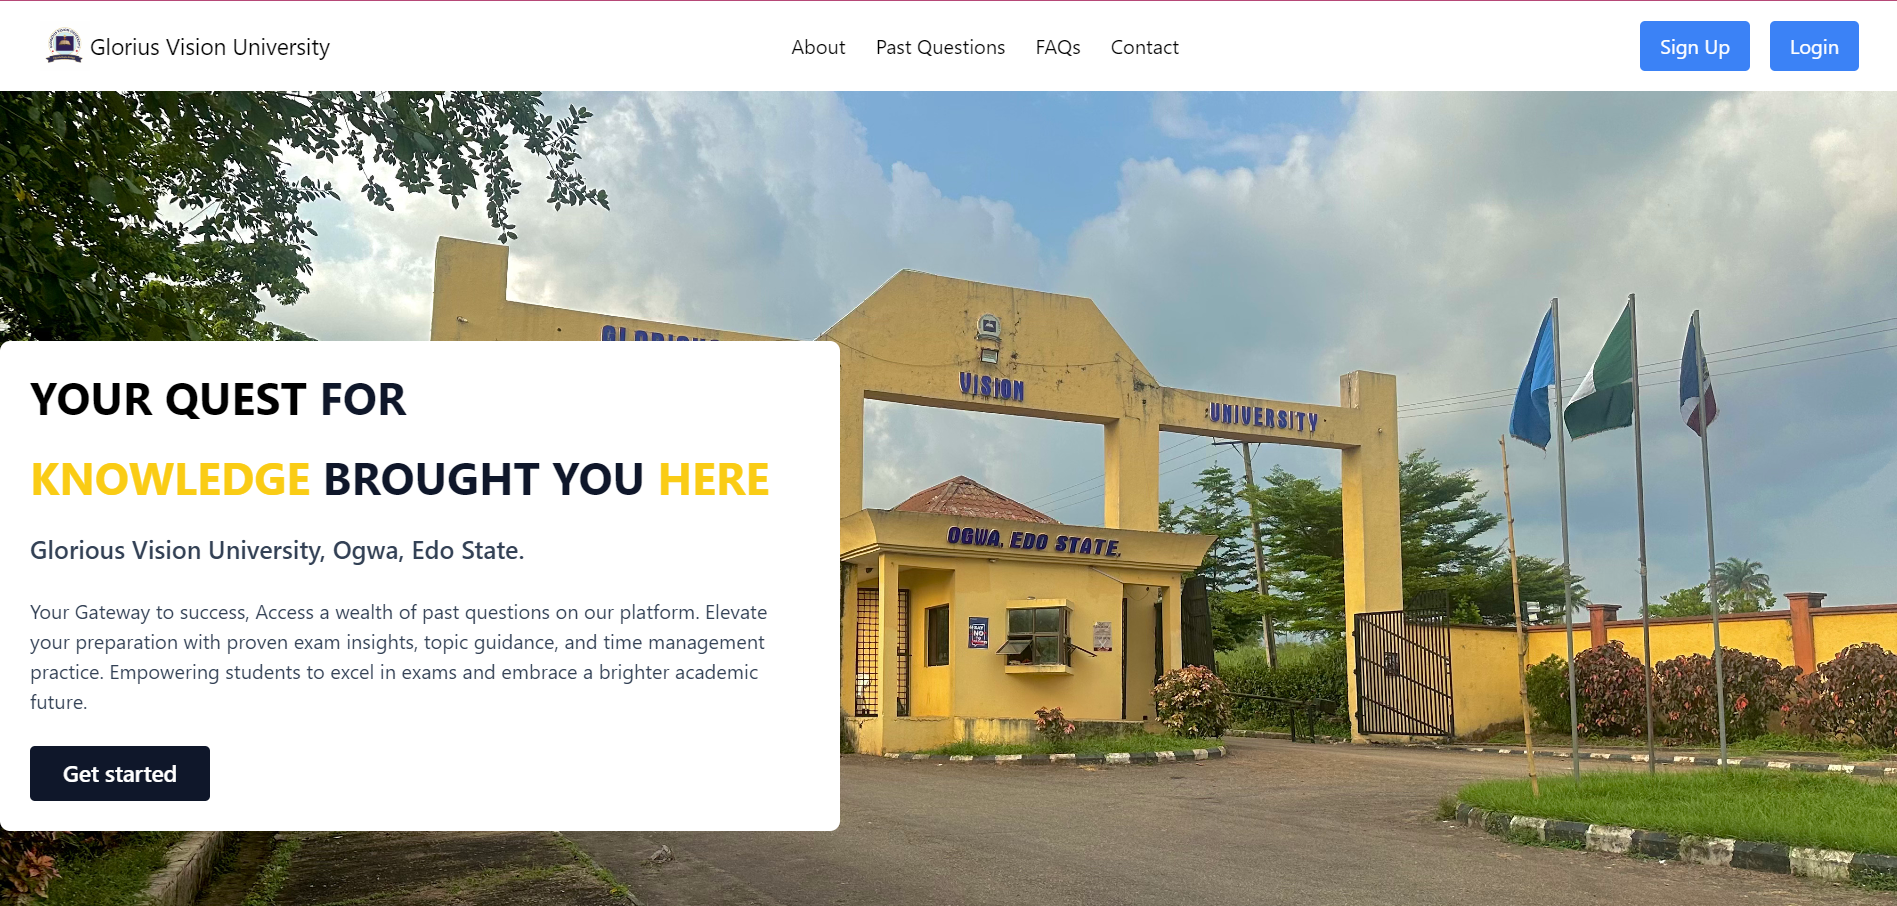 Glorius Vision University
About
Past Questions
FAQs
Contact
Sign Up
Login
VISION
UNIVERSITY
OGWA, EDO STATE.
YOUR QUEST FOR
KNOWLEDGE BROUGHT YOU HERE
Glorious Vision University, Ogwa, Edo State.
Your Gateway to success, Access a wealth of past questions on our platform. Elevate
your preparation with proven exam insights, topic guidance, and time management
practice. Empowering students to excel in exams and embrace a brighter academic
future.
Get started